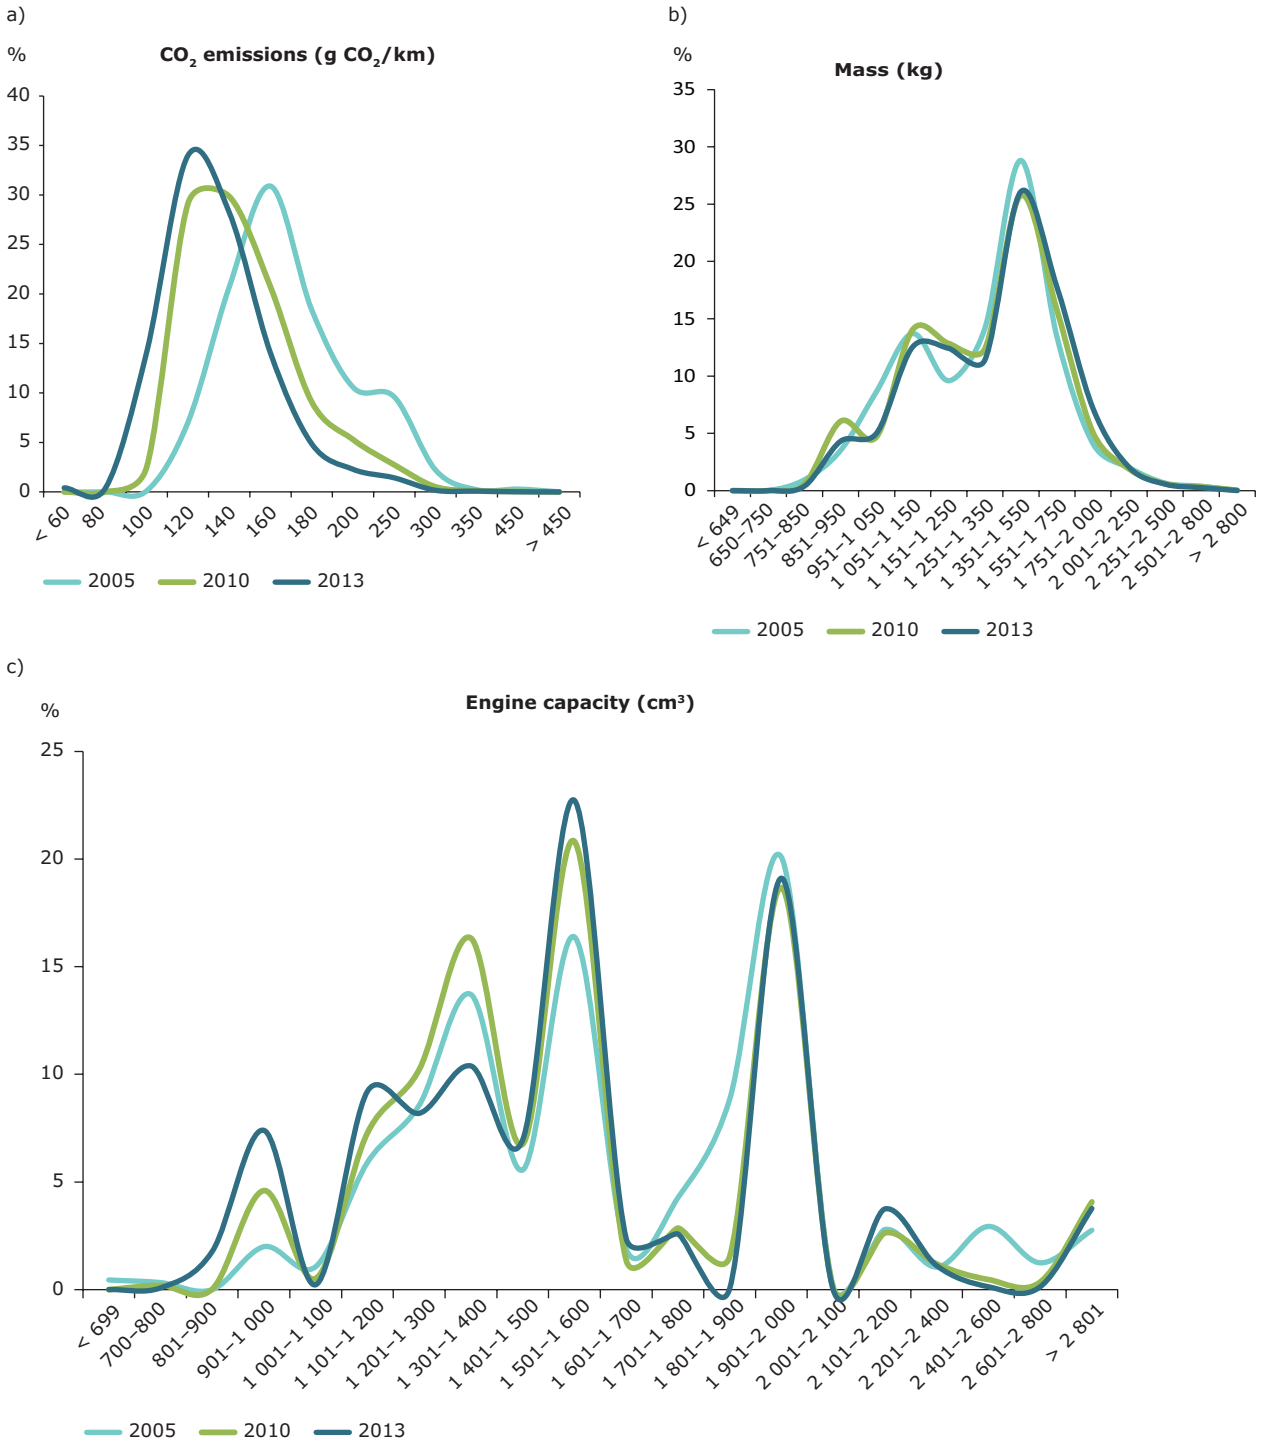 a)
CO₂ emissions (g CO₂/km)
%
40
35
30
25
20
15
10
5
0
< 60
80
100
120
140
160
180
200
250
300
350
450
> 450
2005 2010 2013
b)
Mass (kg)
%
35
30
25
20
15
10
5
0
< 649
650–750
751–850
851–950
951–1 050
1 051–1 150
1 151–1 250
1 251–1 350
1 351–1 550
1 551–1 750
1 751–2 000
2 001–2 250
2 251–2 500
2 501–2 800
> 2 800
2005 2010 2013
c)
Engine capacity (cm³)
%
25
20
15
10
5
0
< 699
700–800
801–900
901–1 000
1 001–1 100
1 101–1 200
1 201–1 300
1 301–1 400
1 401–1 500
1 501–1 600
1 601–1 700
1 701–1 800
1 801–1 900
1 901–2 000
2 001–2 100
2 101–2 200
2 201–2 400
2 401–2 600
2 601–2 800
> 2 801
2005 2010 2013